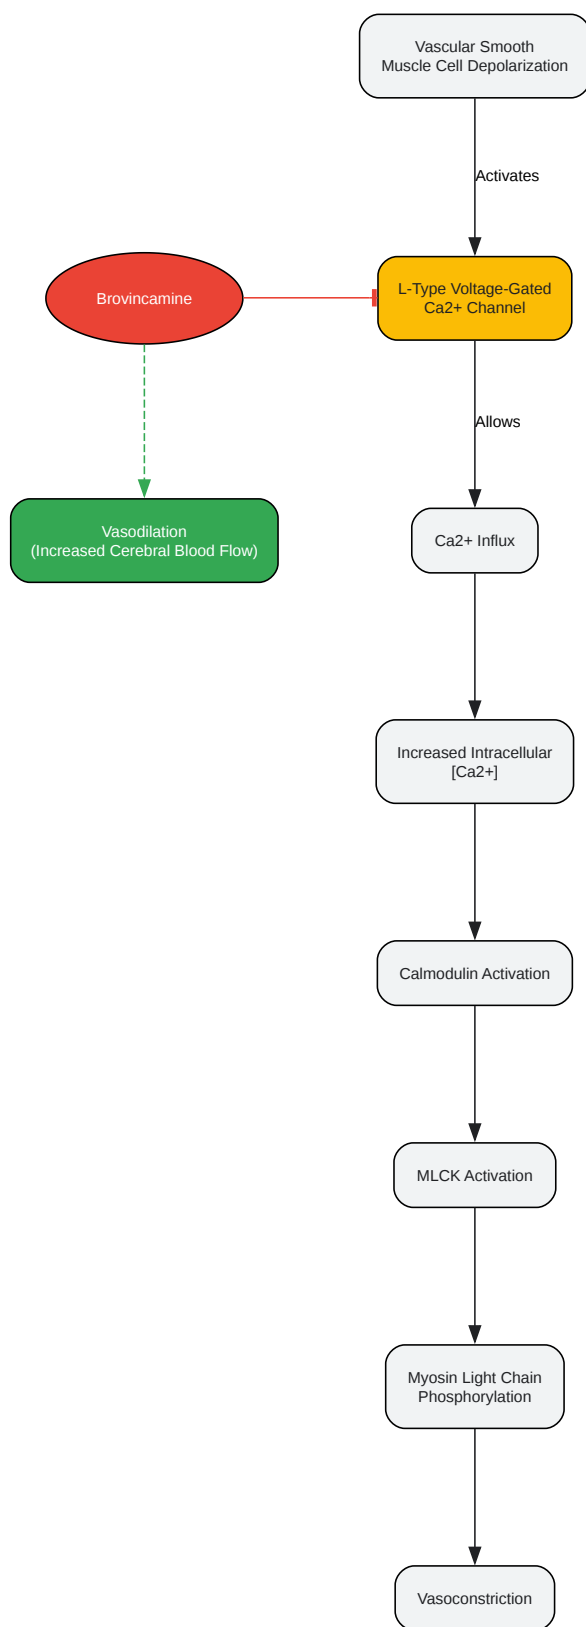 Vascular Smooth
Muscle Cell Depolarization
Activates
Brovincamine
L-Type Voltage-Gated
Ca2+ Channel
Allows
Vasodilation
(Increased Cerebral Blood Flow)
Ca2+ Influx
Increased Intracellular
[Ca2+]
Calmodulin Activation
MLCK Activation
Myosin Light Chain
Phosphorylation
Vasoconstriction